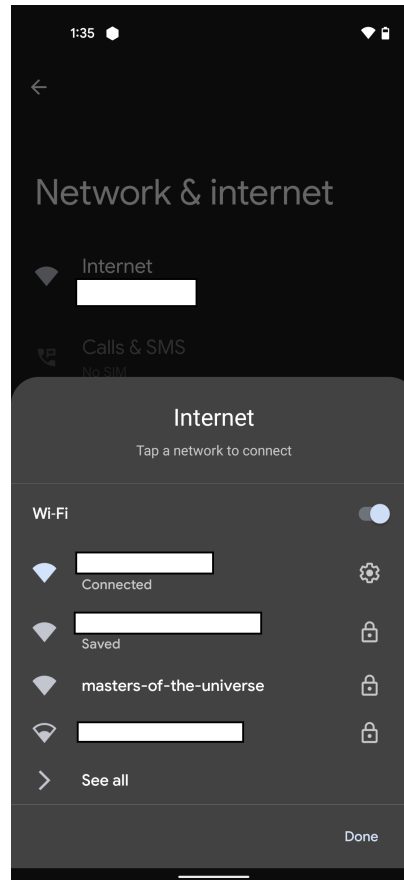 1:35
Network & internet
Internet
Calls & SMS
No SIM
Internet
Tap a network to connect
Wi-Fi
Connected
Saved
masters-of-the-universe
See all
Done